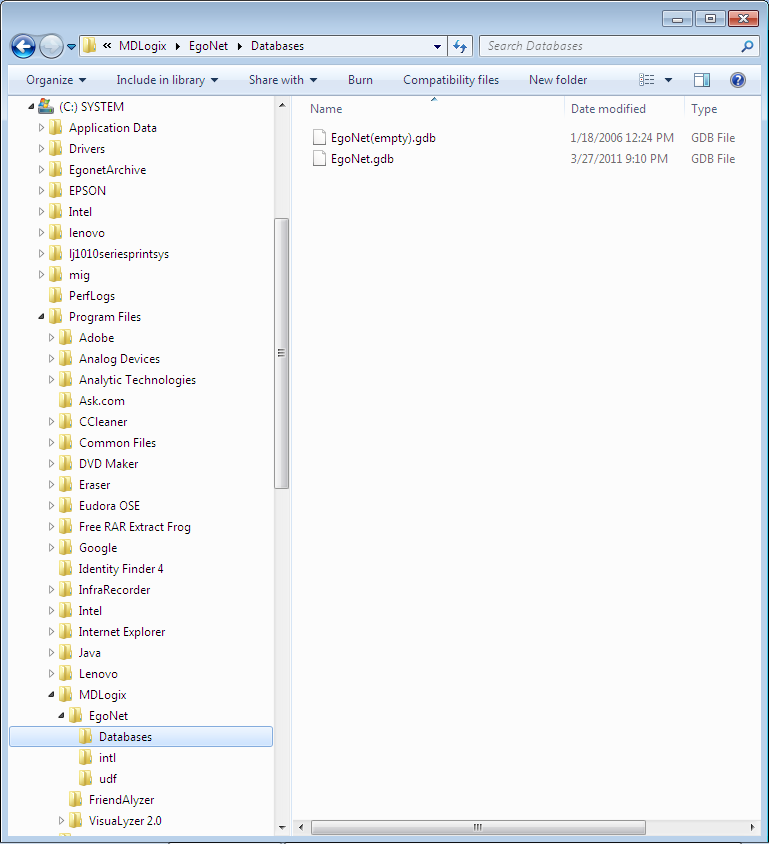 « MDLogix ▸ EgoNet ▸ Databases
Search Databases
Organize Include in library Share with Burn Compatibility files New folder
(C:) SYSTEM
Application Data
Drivers
EgonetArchive
EPSON
Intel
lenovo
lj1010seriesprintsys
mig
PerfLogs
Program Files
Adobe
Analog Devices
Analytic Technologies
Ask.com
CCleaner
Common Files
DVD Maker
Eraser
Eudora OSE
Free RAR Extract Frog
Google
Identity Finder 4
InfraRecorder
Intel
Internet Explorer
Java
Lenovo
MDLogix
EgoNet
Databases
intl
udf
FriendAlyzer
VisuaLyzer 2.0
Name Date modified Type
EgoNet(empty).gdb 1/18/2006 12:24 PM GDB File
EgoNet.gdb 3/27/2011 9:10 PM GDB File